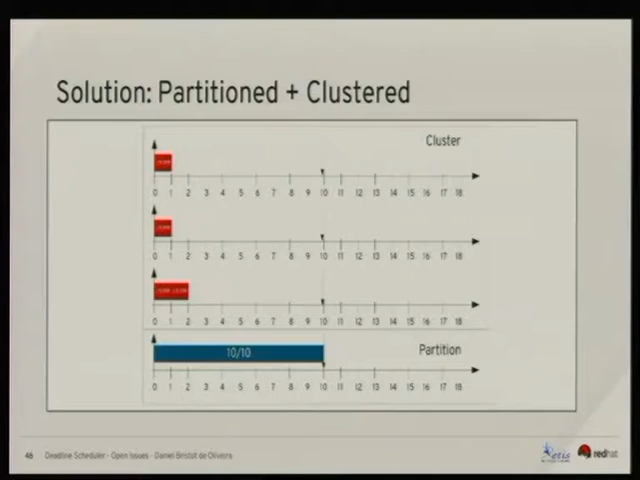 Solution: Partitioned + Clustered
Cluster
0 1 2 3 4 5 6 7 8 9 10 11 12 13 14 15 16 17 18
0 1 2 3 4 5 6 7 8 9 10 11 12 13 14 15 16 17 18
0 1 2 3 4 5 6 7 8 9 10 11 12 13 14 15 16 17 18
10/10
Partition
0 1 2 3 4 5 6 7 8 9 10 11 12 13 14 15 16 17 18
46 Deadline Scheduler - Open Issues - Daniel Bristot de Oliveira
Retis
redhat